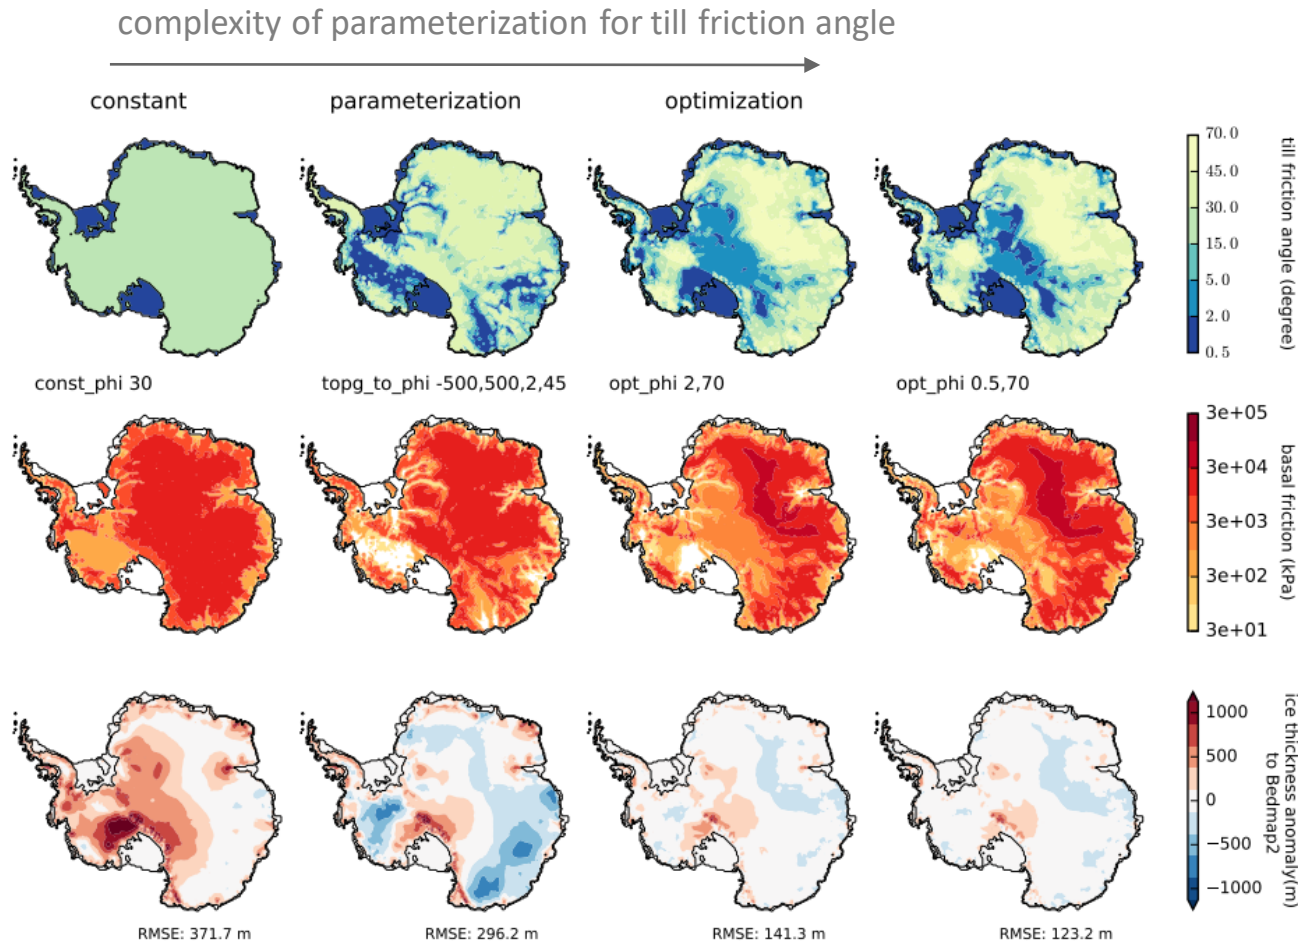 complexity of parameterization for till friction angle
constant
parameterization
optimization
70.0
45.0
30.0
15.0
5.0
2.0
0.5
till friction angle (degree)
const_phi 30
topg_to_phi -500,500,2,45
opt_phi 2,70
opt_phi 0.5,70
3e+05
3e+04
3e+03
3e+02
3e+01
basal friction (kPa)
1000
500
0
−500
−1000
ice thickness anomaly(m)
to Bedmap2
RMSE: 371.7 m
RMSE: 296.2 m
RMSE: 141.3 m
RMSE: 123.2 m